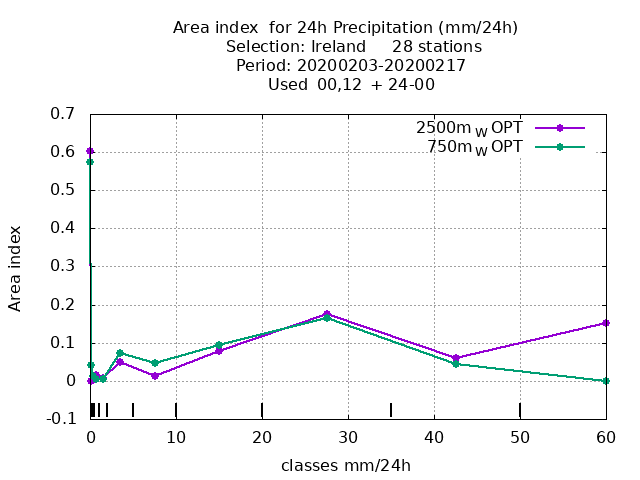 Area index  for 24h Precipitation (mm/24h)
Selection: Ireland     28 stations
Period: 20200203-20200217
Used  00,12  + 24-00
2500m W OPT
750m W OPT
Area index
0.7
0.6
0.5
0.4
0.3
0.2
0.1
0
-0.1
0 10 20 30 40 50 60
classes mm/24h